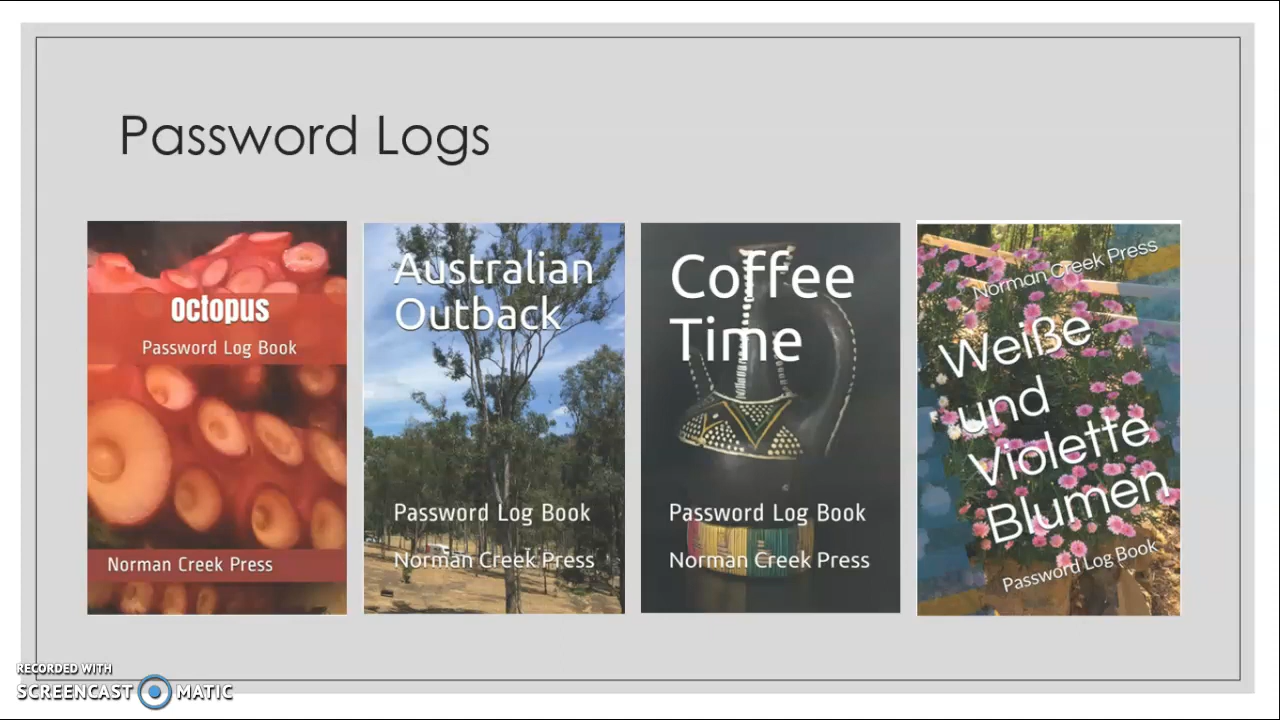 Password Logs
Octopus
Password Log Book
Norman Creek Press
Australian
Outback
Password Log Book
Norman Creek Press
Coffee
Time
Password Log Book
Norman Creek Press
Norman Creek Press
Weiße
und
Violette
Blumen
Password Log Book
RECORDED WITH
SCREENCAST MATIC